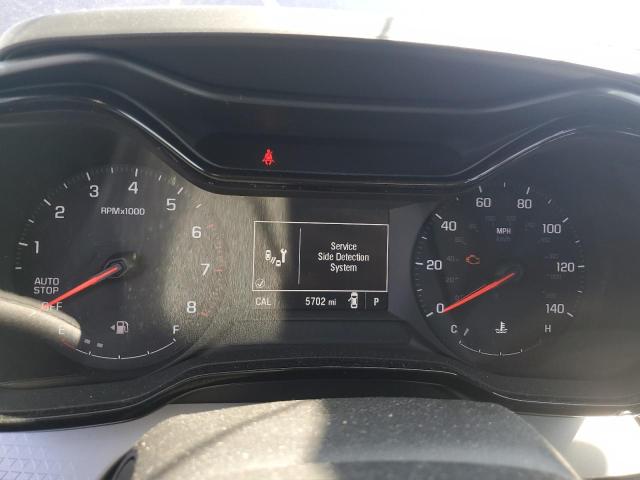 1
2
3
4
5
6
7
8
RPMx1000
AUTO
STOP
OFF
E
F
Service
Side Detection
System
CAL
5702 mi
P
0
20
40
60
80
100
120
140
MPH
km/h
C
H